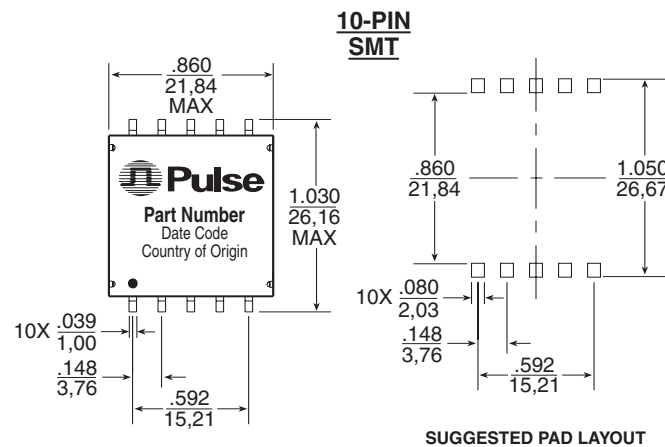 10-PIN
SMT
.860
21,84
MAX
Pulse
Part Number
Date Code
Country of Origin
1.030
26,16
MAX
10X .039
1,00
.148
3,76
.592
15,21
.860
21,84
1.050
26,67
10X .080
2,03
.148
3,76
.592
15,21
SUGGESTED PAD LAYOUT